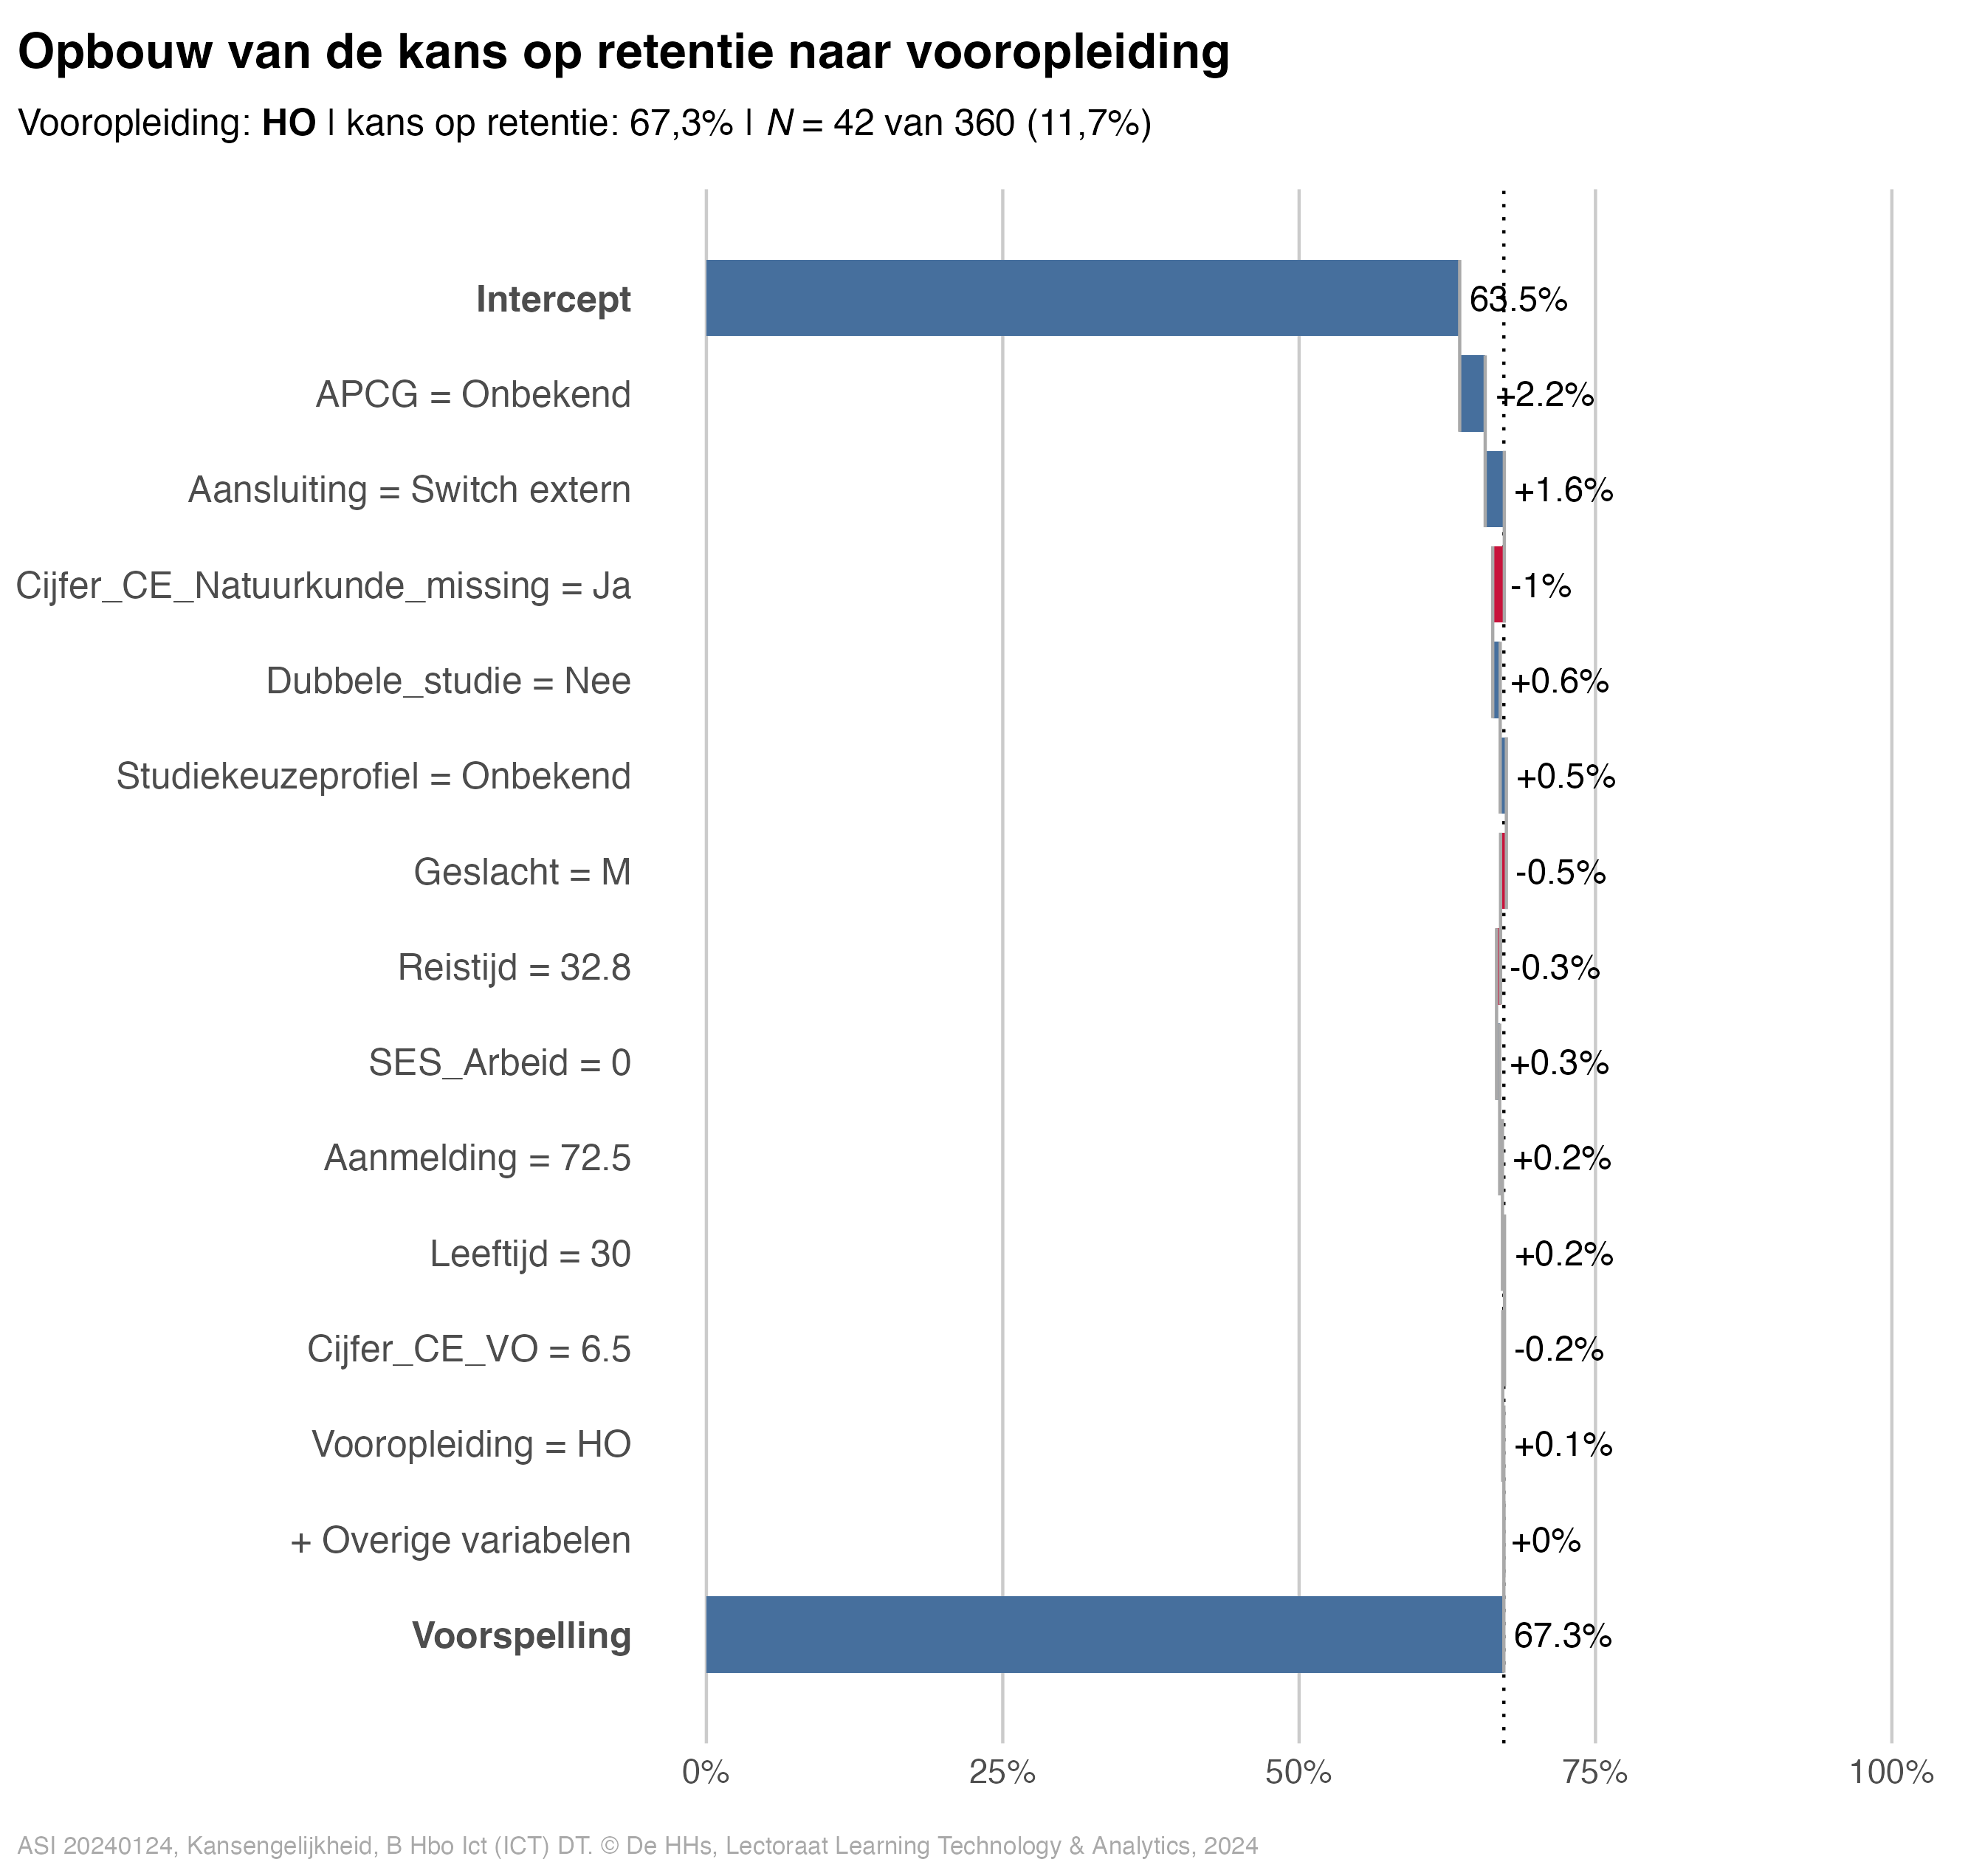 Opbouw van de kans op retentie naar vooropleiding
Vooropleiding: HO | kans op retentie: 67,3% | N = 42 van 360 (11,7%)
Intercept 63.5%
APCG = Onbekend +2.2%
Aansluiting = Switch extern +1.6%
Cijfer_CE_Natuurkunde_missing = Ja -1%
Dubbele_studie = Nee +0.6%
Studiekeuzeprofiel = Onbekend +0.5%
Geslacht = M -0.5%
Reistijd = 32.8 -0.3%
SES_Arbeid = 0 +0.3%
Aanmelding = 72.5 +0.2%
Leeftijd = 30 +0.2%
Cijfer_CE_VO = 6.5 -0.2%
Vooropleiding = HO +0.1%
+ Overige variabelen +0%
Voorspelling 67.3%
0% 25% 50% 75% 100%
ASI 20240124, Kansengelijkheid, B Hbo Ict (ICT) DT. © De HHs, Lectoraat Learning Technology & Analytics, 2024